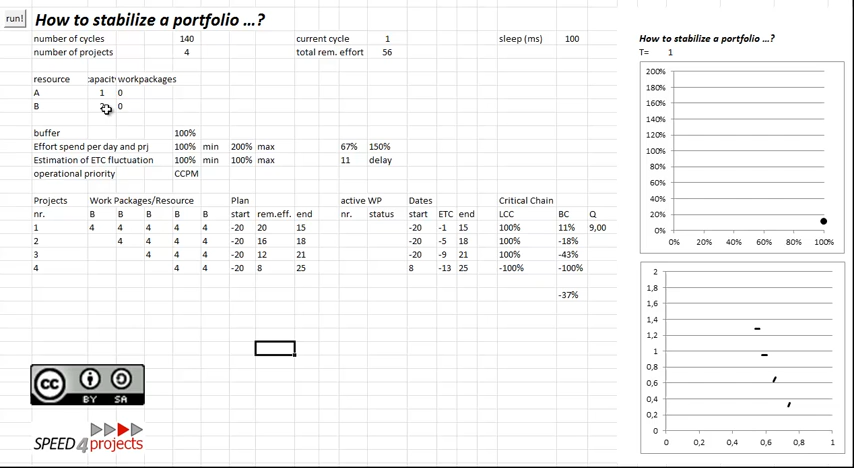 run! How to stabilize a portfolio ...?
number of cycles 140 current cycle 1 sleep (ms) 100
number of projects 4 total rem. effort 56
resource capacit workpackages
A 1 0
B 2 0
buffer 100%
Effort spend per day and prj 100% min 200% max 67% 150%
Estimation of ETC fluctuation 100% min 100% max 11 delay
operational priority CCPM
Projects Work Packages/Resource Plan active WP Dates Critical Chain
nr. B B B B B start rem.eff. end nr. status start ETC end LCC BC Q
1 4 4 4 4 4 -20 20 15 -20 -1 15 100% 11% 9,00
2 4 4 4 4 -20 16 18 -20 -5 18 100% -18%
3 4 4 4 -20 12 21 -20 -9 21 100% -43%
4 4 4 -20 8 25 8 -13 25 -100% -100%
-37%
CC BY SA
SPEED4projects
How to stabilize a portfolio ...?
T= 1
200%
180%
160%
140%
120%
100%
80%
60%
40%
20%
0%
0% 20% 40% 60% 80% 100%
2
1,8
1,6
1,4
1,2
1
0,8
0,6
0,4
0,2
0
0 0,2 0,4 0,6 0,8 1